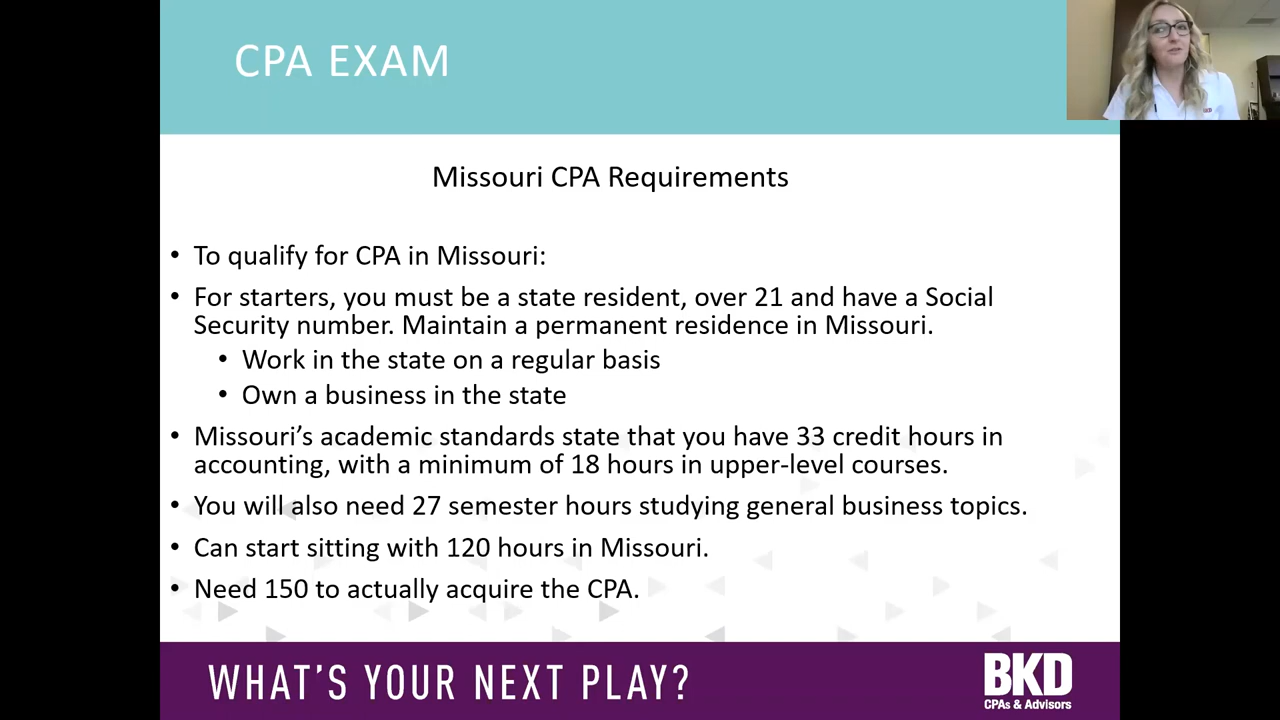 CPA EXAM
Missouri CPA Requirements
• To qualify for CPA in Missouri:
• For starters, you must be a state resident, over 21 and have a Social
Security number. Maintain a permanent residence in Missouri.
• Work in the state on a regular basis
• Own a business in the state
• Missouri’s academic standards state that you have 33 credit hours in
accounting, with a minimum of 18 hours in upper-level courses.
• You will also need 27 semester hours studying general business topics.
• Can start sitting with 120 hours in Missouri.
• Need 150 to actually acquire the CPA.
WHAT’S YOUR NEXT PLAY?
BKD
CPAs & Advisors
BKD